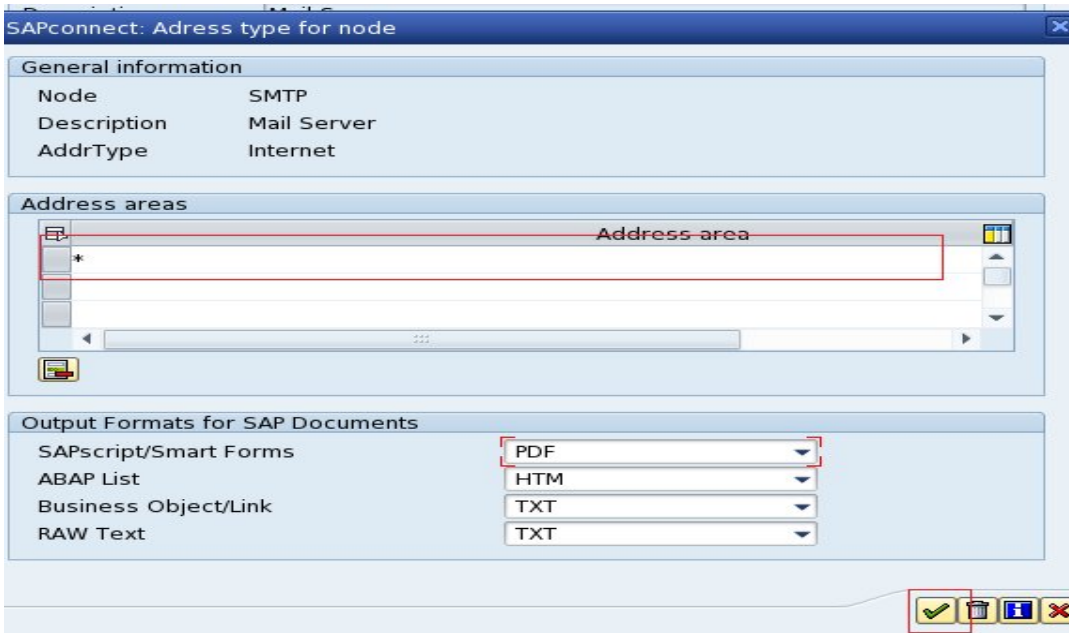 SAPconnect: Adress type for node
General information
Node SMTP
Description Mail Server
AddrType Internet
Address areas
Address area
*
Output Formats for SAP Documents
SAPscript/Smart Forms PDF
ABAP List HTM
Business Object/Link TXT
RAW Text TXT